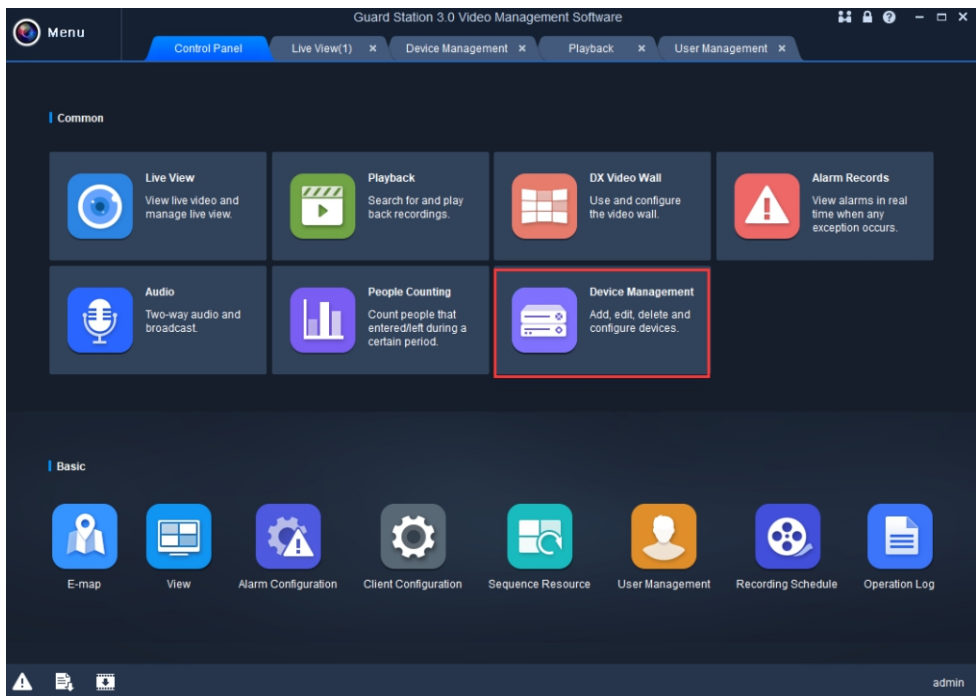 Guard Station 3.0 Video Management Software
Menu
Control Panel
Live View(1)
Device Management
Playback
User Management
Common
Live View
View live video and
manage live view.
Playback
Search for and play
back recordings.
DX Video Wall
Use and configure
the video wall.
Alarm Records
View alarms in real
time when any
exception occurs.
Audio
Two-way audio and
broadcast.
People Counting
Count people that
entered/left during a
certain period.
Device Management
Add, edit, delete and
configure devices.
Basic
E-map
View
Alarm Configuration
Client Configuration
Sequence Resource
User Management
Recording Schedule
Operation Log
admin